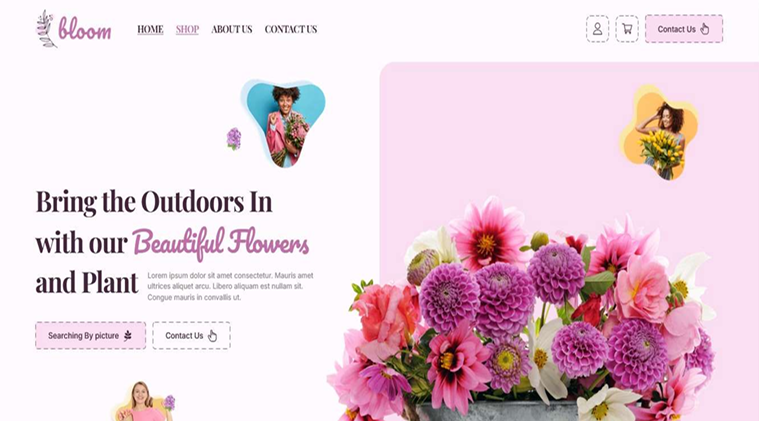 bloom
HOME SHOP ABOUT US CONTACT US
Contact Us
Bring the Outdoors In
with our Beautiful Flowers
and Plant
Lorem ipsum dolor sit amet consectetur. Mauris amet
ultrices aliquet arcu. Libero aliquam est nullam sit.
Congue mauris in convallis ut.
Searching By picture
Contact Us